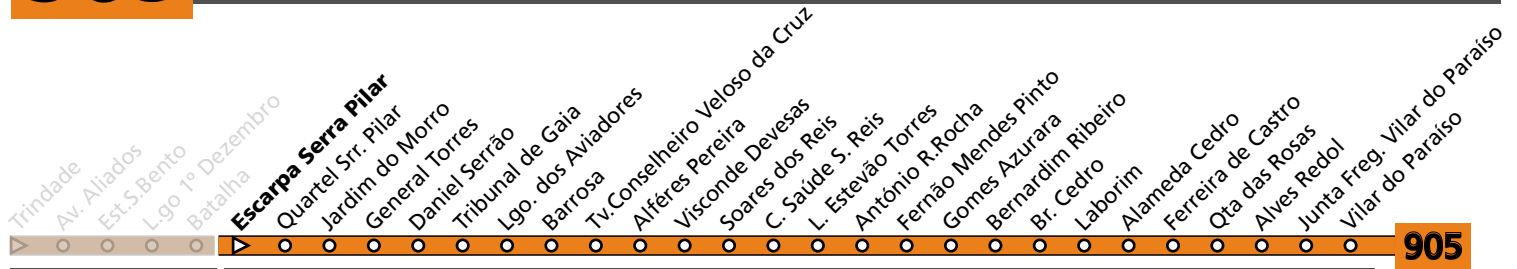 Trindade
Av. Aliados
Est.S.Bento
L.go 1º Dezembro
Batalha
Escarpa Serra Pilar
Quartel Srr. Pilar
Jardim do Morro
General Torres
Daniel Serrão
Tribunal de Gaia
Lgo. dos Aviadores
Barrosa
Tv.Conselheiro Veloso da Cruz
Alféres Pereira
Visconde Devesas
Soares dos Reis
C. Saúde S. Reis
L. Estevão Torres
António R.Rocha
Fernão Mendes Pinto
Gomes Azurara
Bernardim Ribeiro
Br. Cedro
Laborim
Alameda Cedro
Ferreira de Castro
Qta das Rosas
Alves Redol
Junta Freg. Vilar do Paraíso
Vilar do Paraíso
905